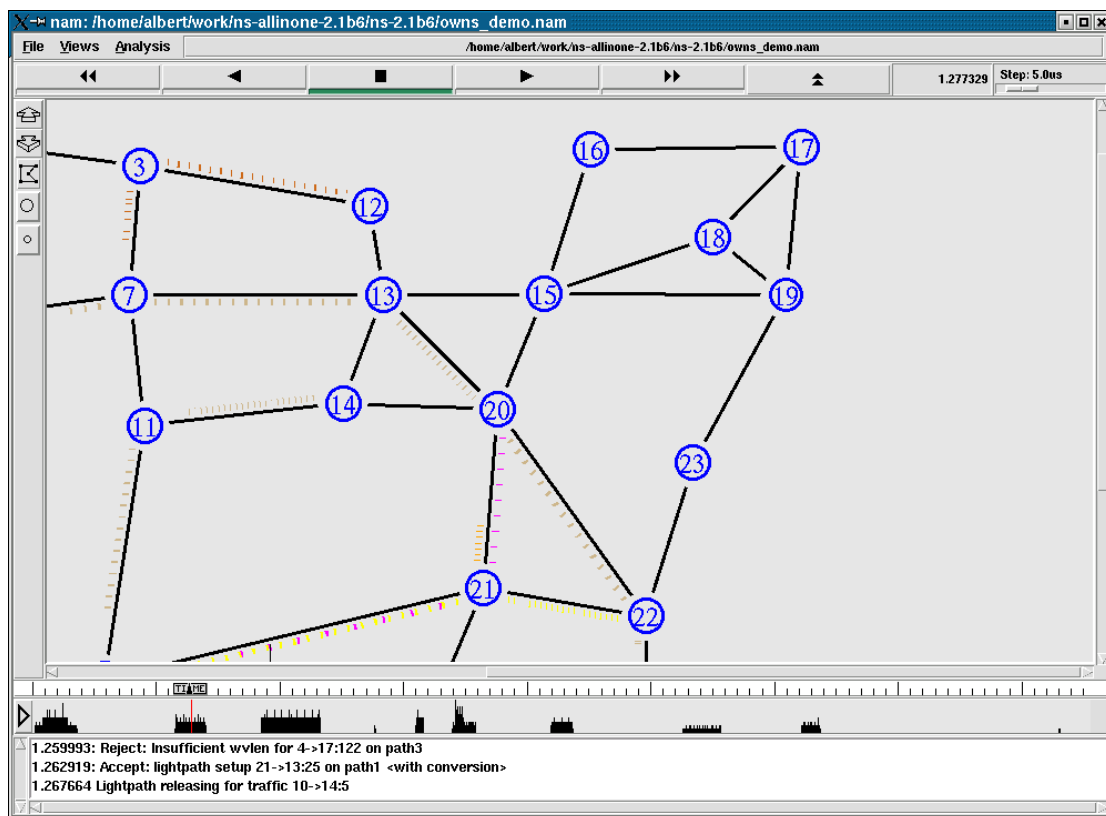 nam: /home/albert/work/ns-allinone-2.1b6/ns-2.1b6/owns_demo.nam
File Views Analysis /home/albert/work/ns-allinone-2.1b6/ns-2.1b6/owns_demo.nam
1.277329 Step: 5.0us
3
16
17
12
18
7
13
15
19
11
14
20
23
21
22
TIME
1.259993: Reject: Insufficient wvlen for 4->17:122 on path3
1.262919: Accept: lightpath setup 21->13:25 on path1 <with conversion>
1.267664 Lightpath releasing for traffic 10->14:5